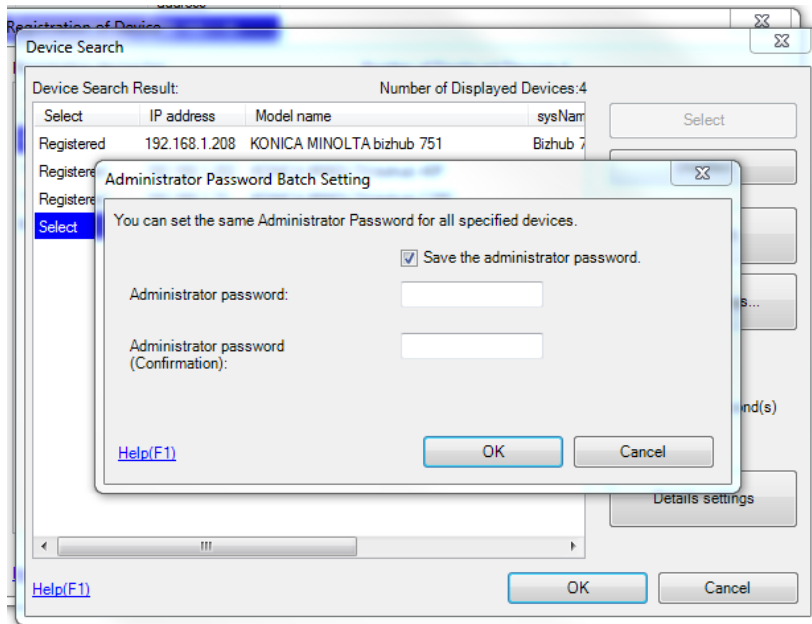 Registration of Device
Device Search
Device Search Result:
Number of Displayed Devices:4
Select IP address Model name sysNam
Registered 192.168.1.208 KONICA MINOLTA bizhub 751 Bizhub 7
Registere
Registere
Select
Select
Administrator Password Batch Setting
You can set the same Administrator Password for all specified devices.
Save the administrator password.
Administrator password:
Administrator password
(Confirmation):
Help(F1)
OK
Cancel
s...
ond(s)
Details settings
Help(F1)
OK
Cancel